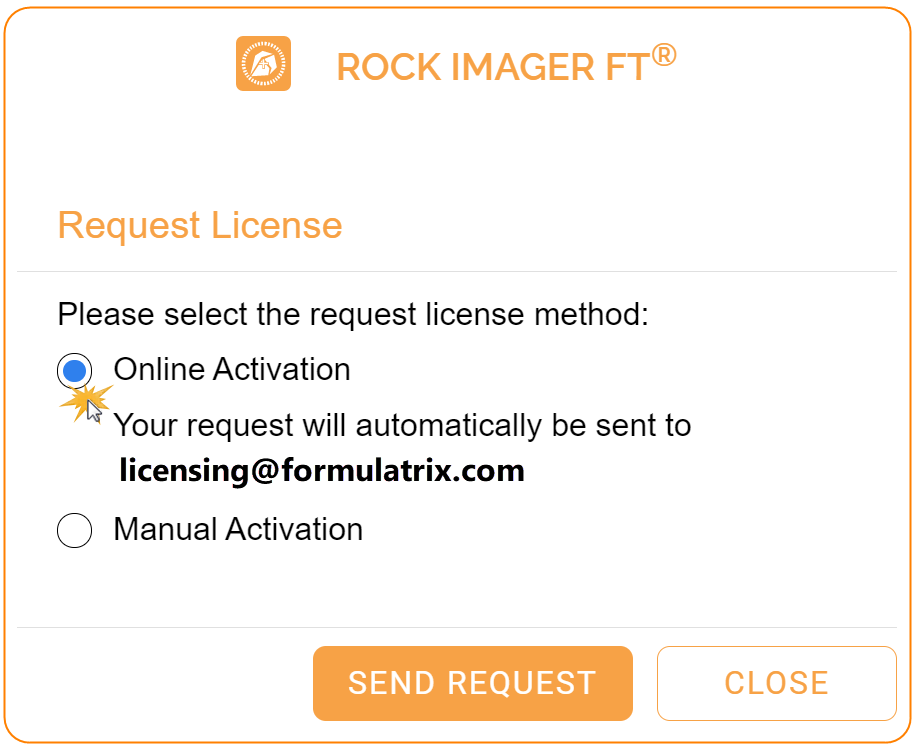 ROCK IMAGER FT®
Request License
Please select the request license method:
Online Activation
Your request will automatically be sent to
licensing@formulatrix.com
Manual Activation
SEND REQUEST
CLOSE